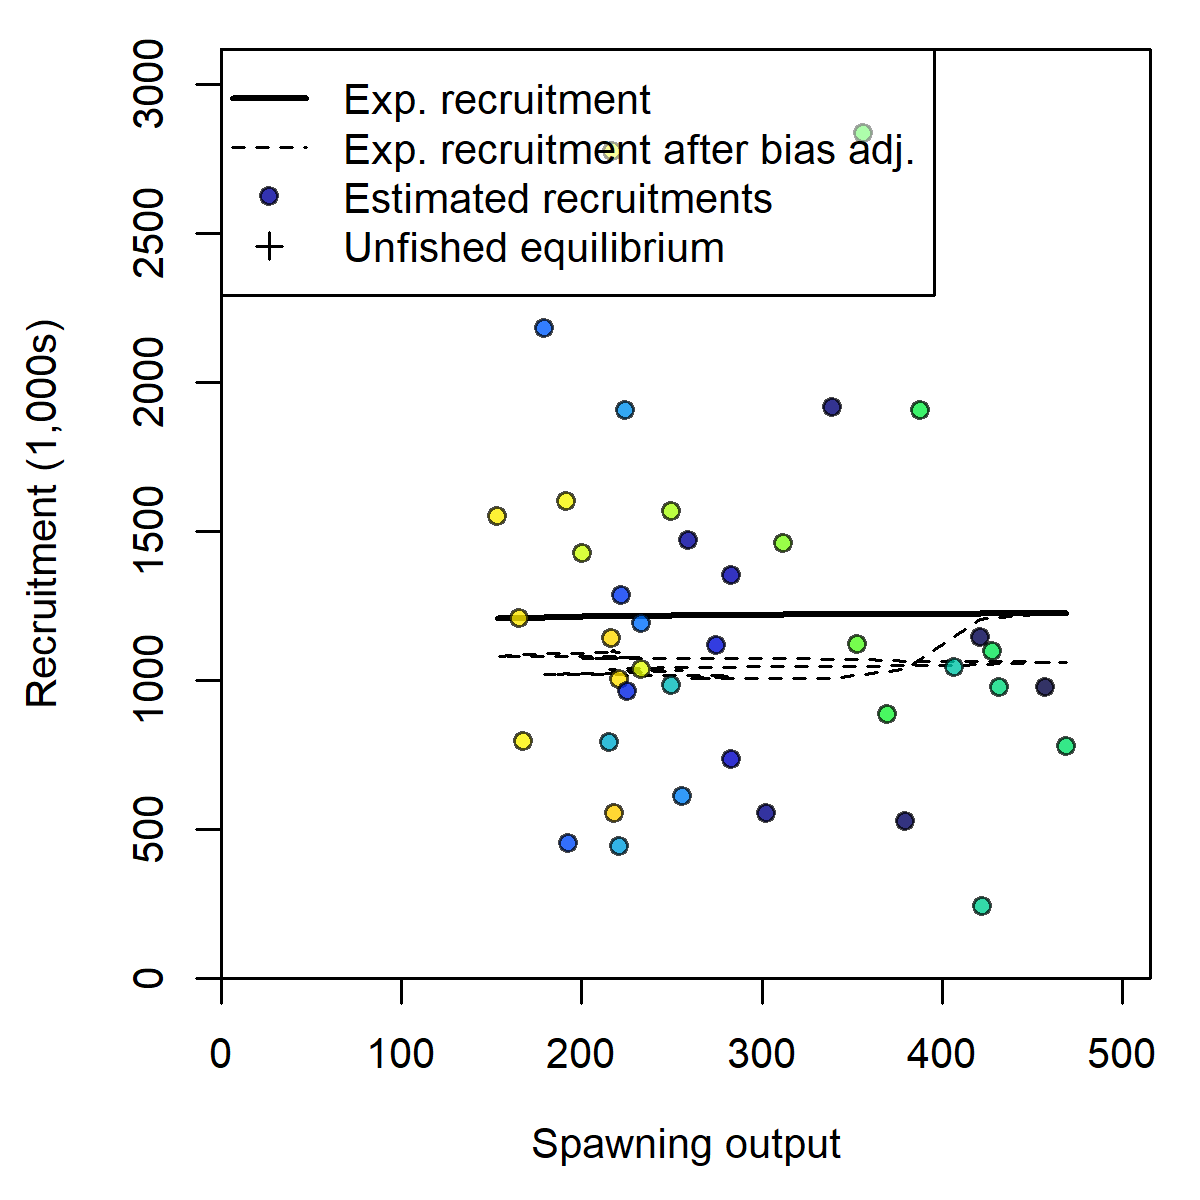 Exp. recruitment
Exp. recruitment after bias adj.
Estimated recruitments
Unfished equilibrium
Recruitment (1,000s)
3000
2500
2000
1500
1000
500
0
0 100 200 300 400 500
Spawning output